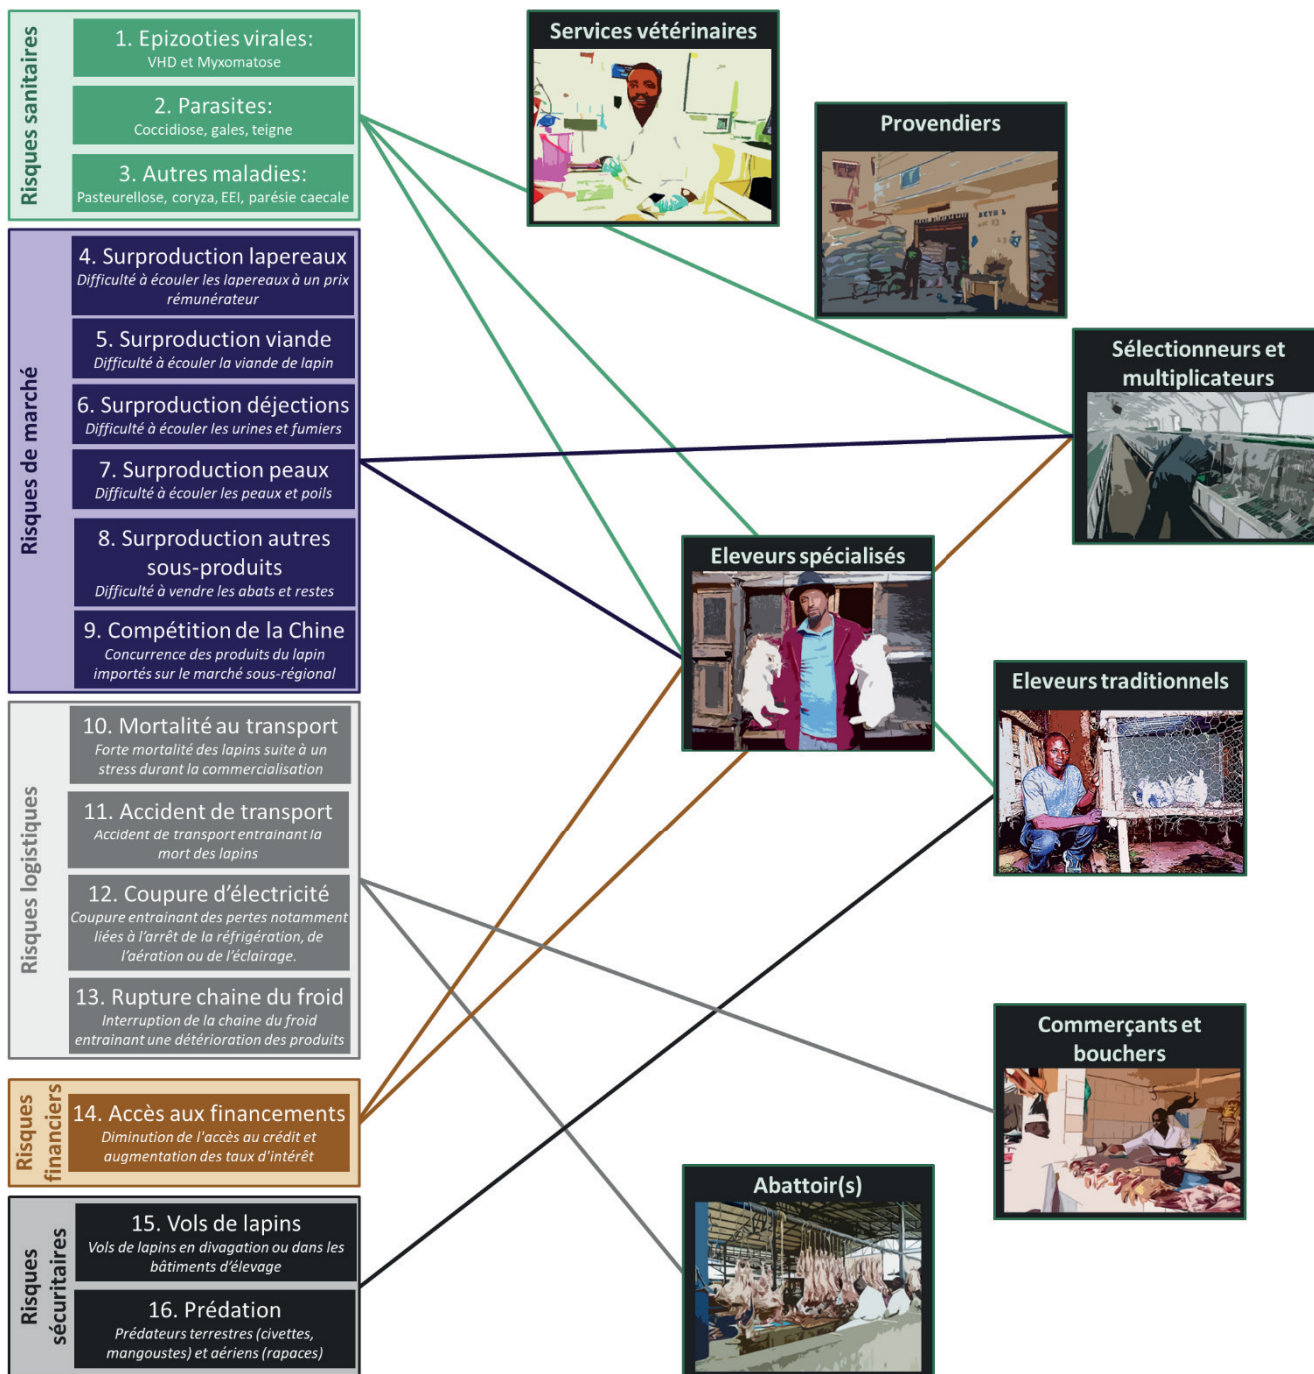 Risques sanitaires
1. Epizooties virales:
VHD et Myxomatose
2. Parasites:
Coccidiose, gales, teigne
3. Autres maladies:
Pasteurellose, coryza, EEI, parésie caecale
Risques de marché
4. Surproduction lapereaux
Difficulté à écouler les lapereaux à un prix
rémunérateur
5. Surproduction viande
Difficulté à écouler la viande de lapin
6. Surproduction déjections
Difficulté à écouler les urines et fumiers
7. Surproduction peaux
Difficulté à écouler les peaux et poils
8. Surproduction autres
sous-produits
Difficulté à vendre les abats et restes
9. Compétition de la Chine
Concurrence des produits du lapin
importés sur le marché sous-régional
Risques logistiques
10. Mortalité au transport
Forte mortalité des lapins suite à un
stress durant la commercialisation
11. Accident de transport
Accident de transport entrainant la
mort des lapins
12. Coupure d'électricité
Coupure entrainant des pertes notamment
liées à l'arrêt de la réfrigération, de
l'aération ou de l'éclairage.
13. Rupture chaine du froid
Interruption de la chaine du froid
entrainant une détérioration des produits
Risques
financiers
14. Accès aux financements
Diminution de l'accès au crédit et
augmentation des taux d'intérêt
Risques
sécuritaires
15. Vols de lapins
Vols de lapins en divagation ou dans les
bâtiments d'élevage
16. Prédation
Prédateurs terrestres (civettes,
mangoustes) et aériens (rapaces)
Services vétérinaires
Provendiers
Sélectionneurs et
multiplicateurs
Eleveurs spécialisés
Eleveurs traditionnels
Commerçants et
bouchers
Abattoir(s)